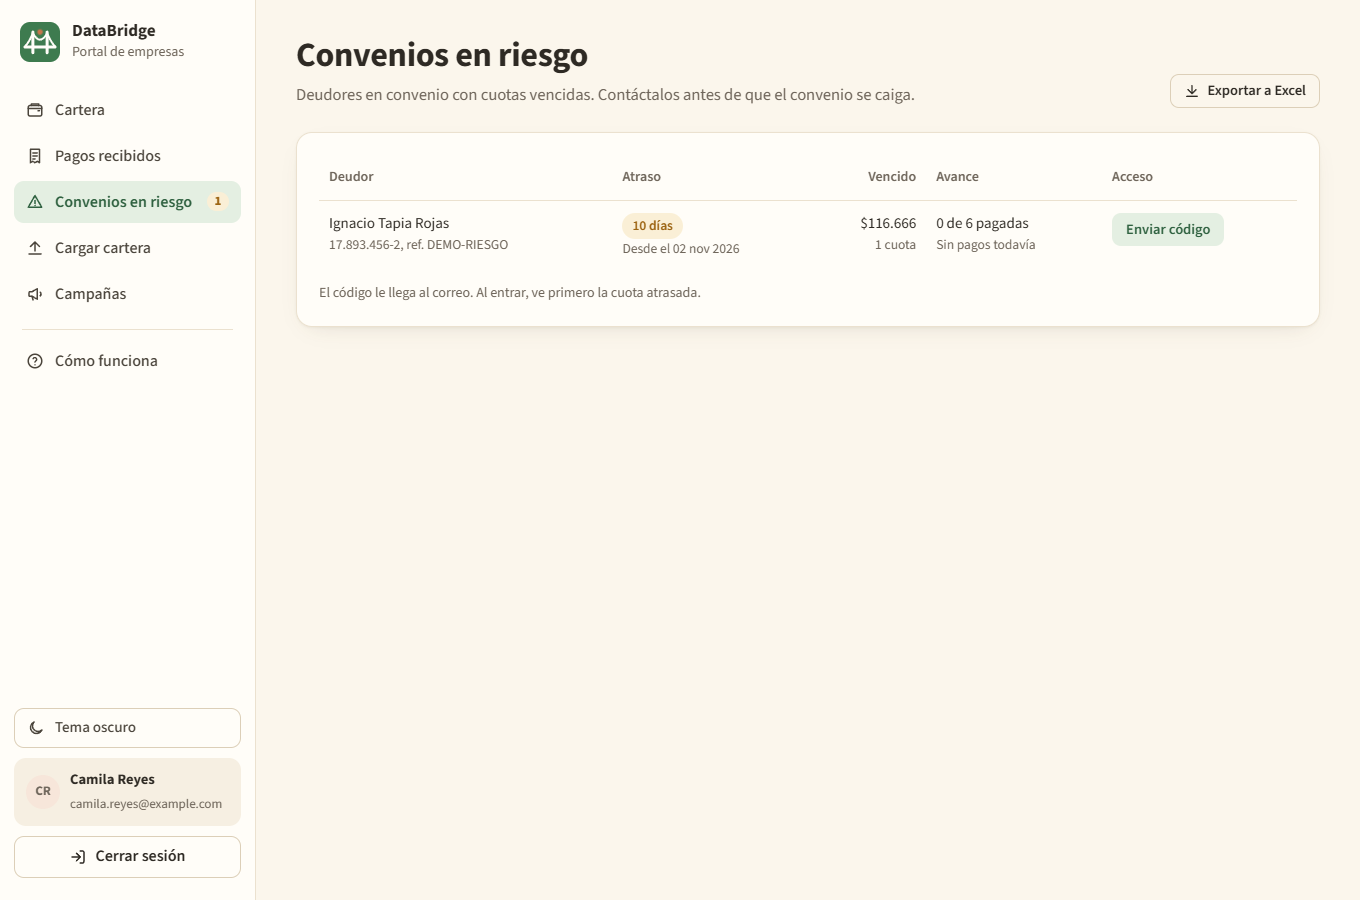 DataBridge
Portal de empresas
Cartera
Pagos recibidos
Convenios en riesgo 1
Cargar cartera
Campañas
Cómo funciona
Tema oscuro
CR
Camila Reyes
camila.reyes@example.com
Cerrar sesión
Convenios en riesgo
Deudores en convenio con cuotas vencidas. Contáctalos antes de que el convenio se caiga.
Exportar a Excel
Deudor Atraso Vencido Avance Acceso
Ignacio Tapia Rojas 10 días $116.666 0 de 6 pagadas Enviar código
17.893.456-2, ref. DEMO-RIESGO Desde el 02 nov 2026 1 cuota Sin pagos todavía
El código le llega al correo. Al entrar, ve primero la cuota atrasada.